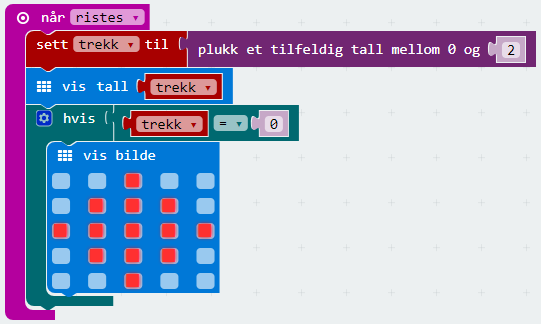 når ristes
sett trekk til plukk et tilfeldig tall mellom 0 og 2
vis tall trekk
hvis trekk = 0
vis bilde